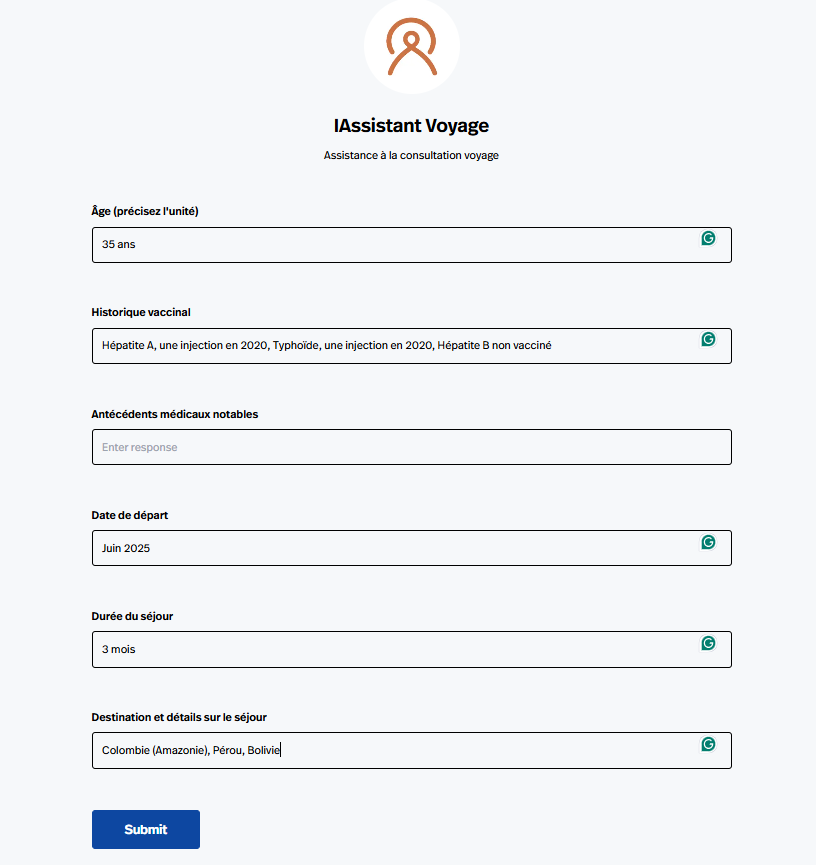 IAssistant Voyage
Assistance à la consultation voyage
Âge (précisez l'unité)
35 ans
Historique vaccinal
Hépatite A, une injection en 2020, Typhoïde, une injection en 2020, Hépatite B non vacciné
Antécédents médicaux notables
Enter response
Date de départ
Juin 2025
Durée du séjour
3 mois
Destination et détails sur le séjour
Colombie (Amazonie), Pérou, Bolivie
Submit